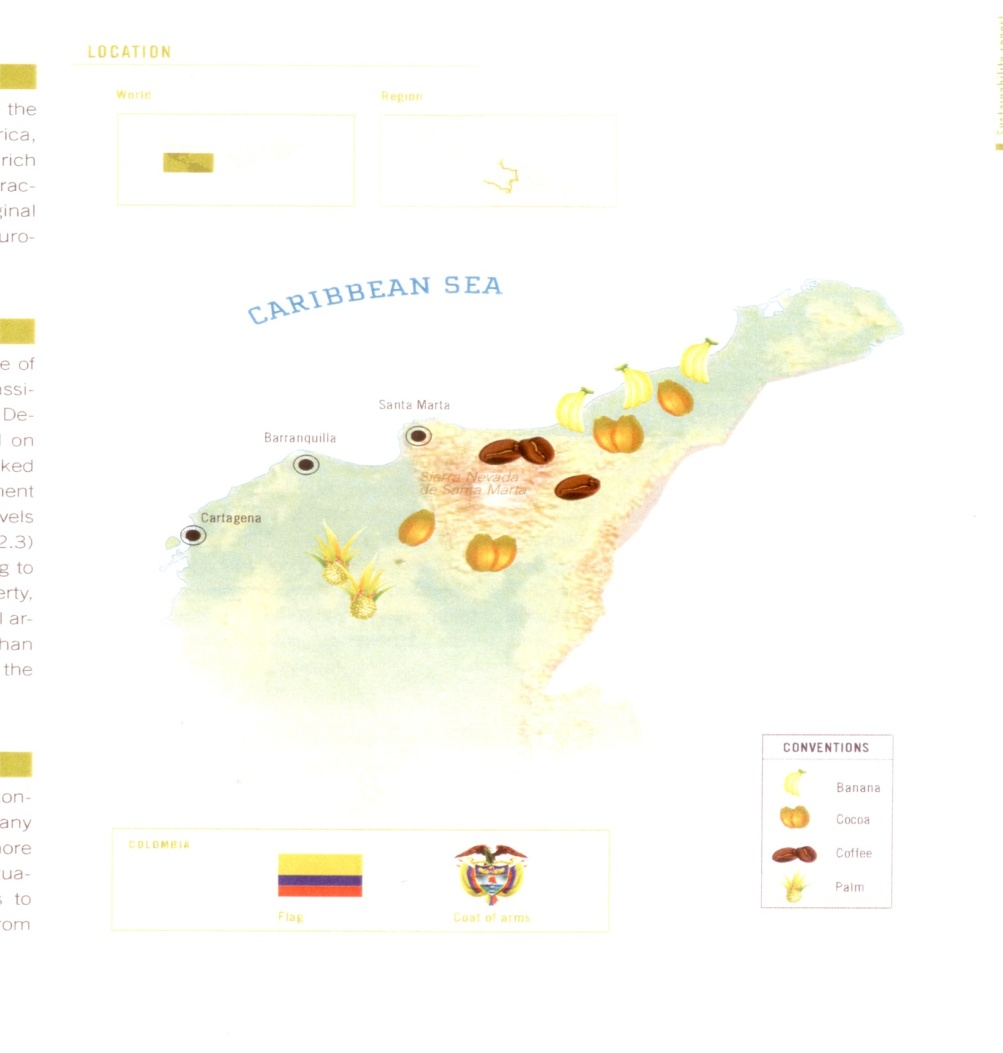 the
rica,
rich
rac-
ginal
uro-
e of
ssi-
De-
on
ked
ment
vels
2.3)
g to
erty,
l ar-
han
the
on-
any
nore
tua-
s to
rom
LOCATION
World
Region
CARIBBEAN SEA
Santa Marta
Barranquilla
Sierra Nevada
de Santa Marta
Cartagena
CONVENTIONS
Banana
Cocoa
Coffee
Palm
COLOMBIA
Flag
Coat of arms